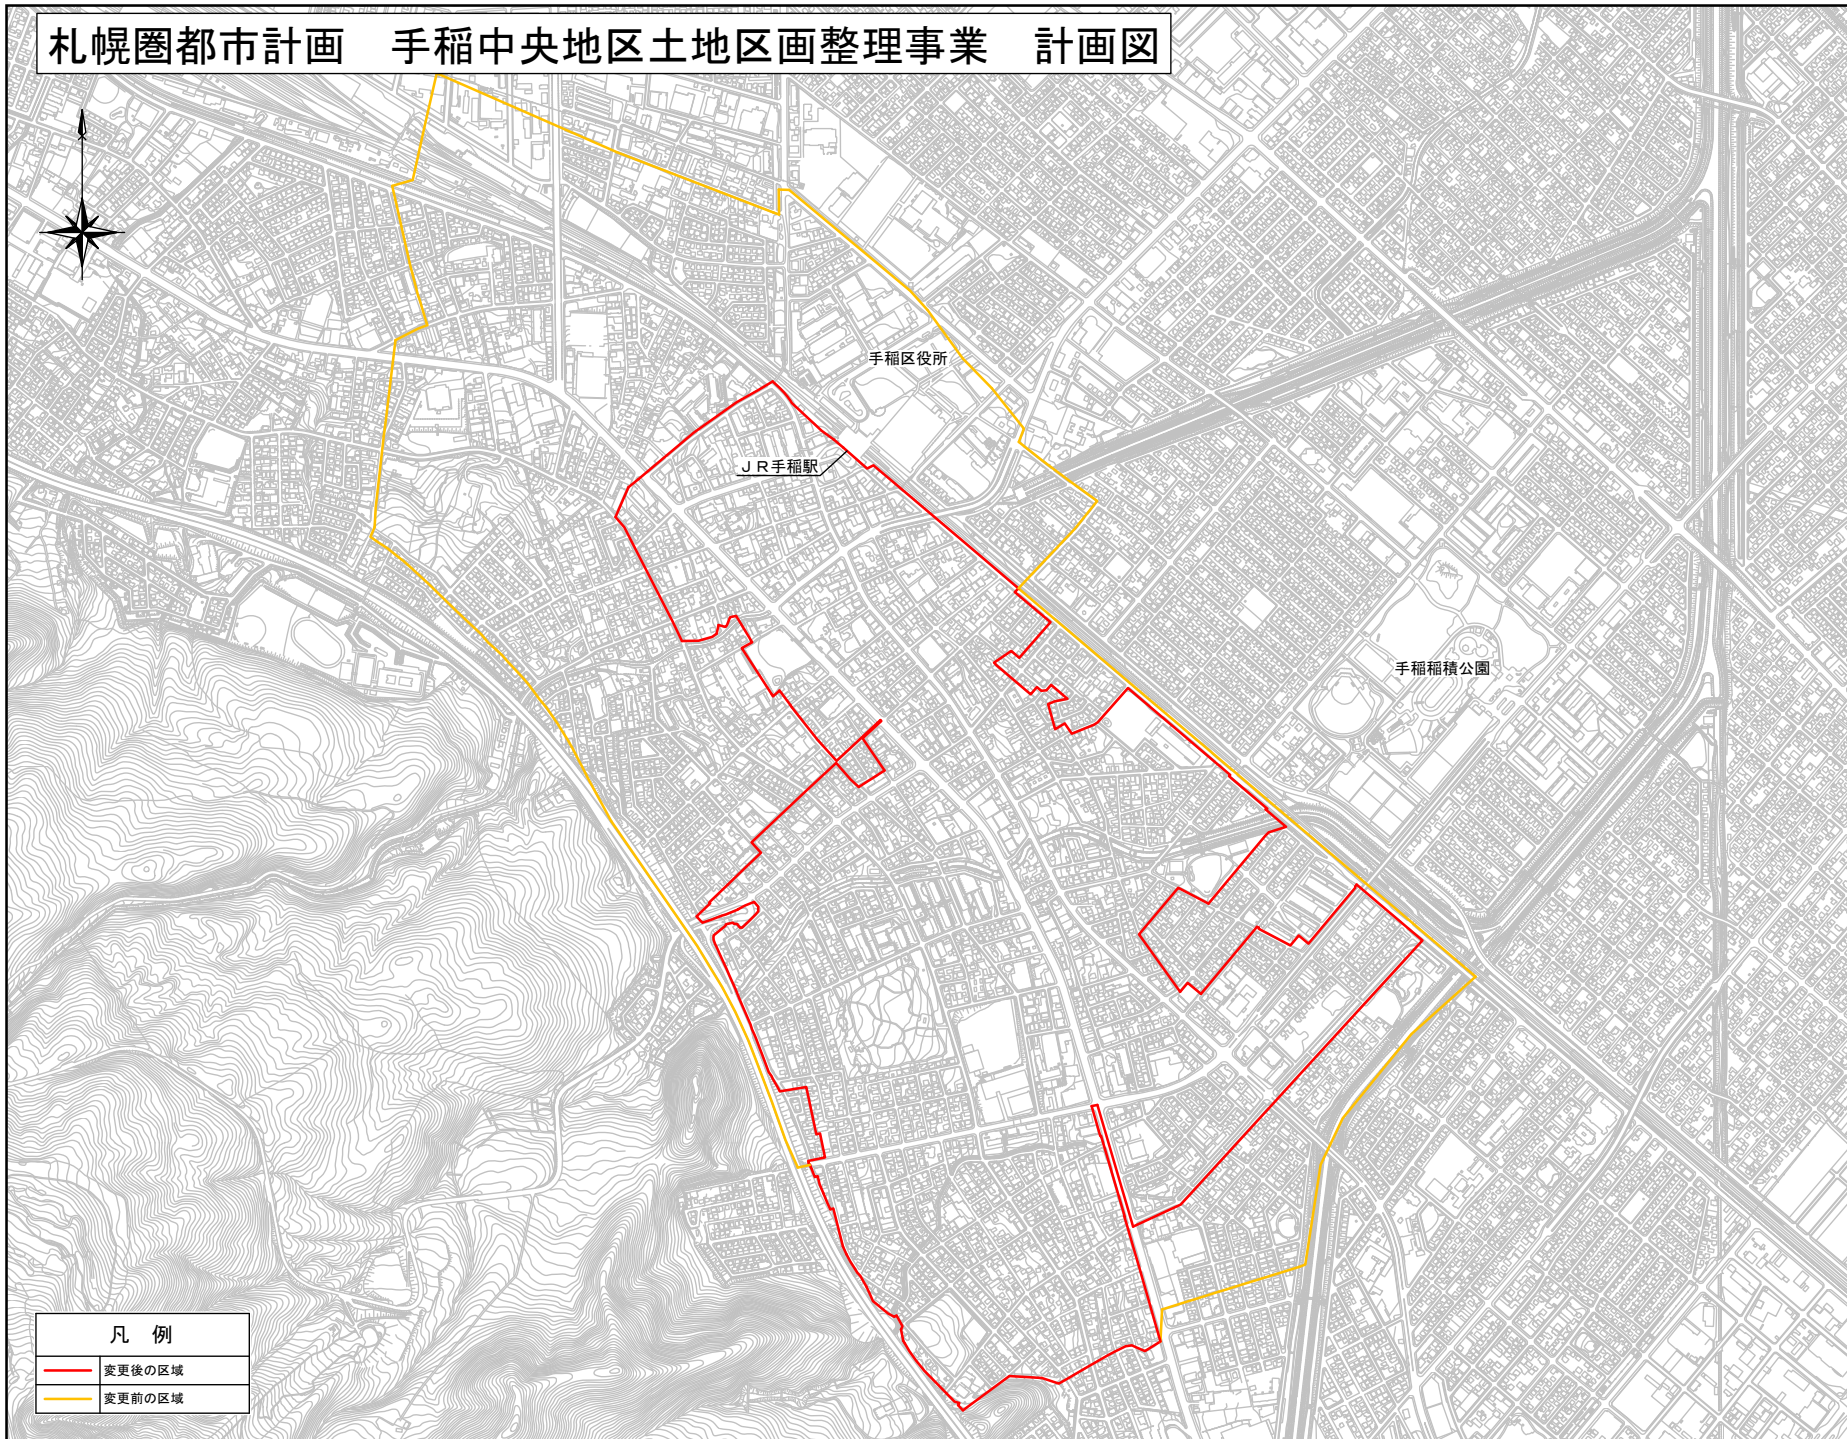 札幌圏都市計画　手稲中央地区土地区画整理事業　計画図
手稲区役所
ＪＲ手稲駅
手稲稲積公園
凡　例
変更後の区域
変更前の区域